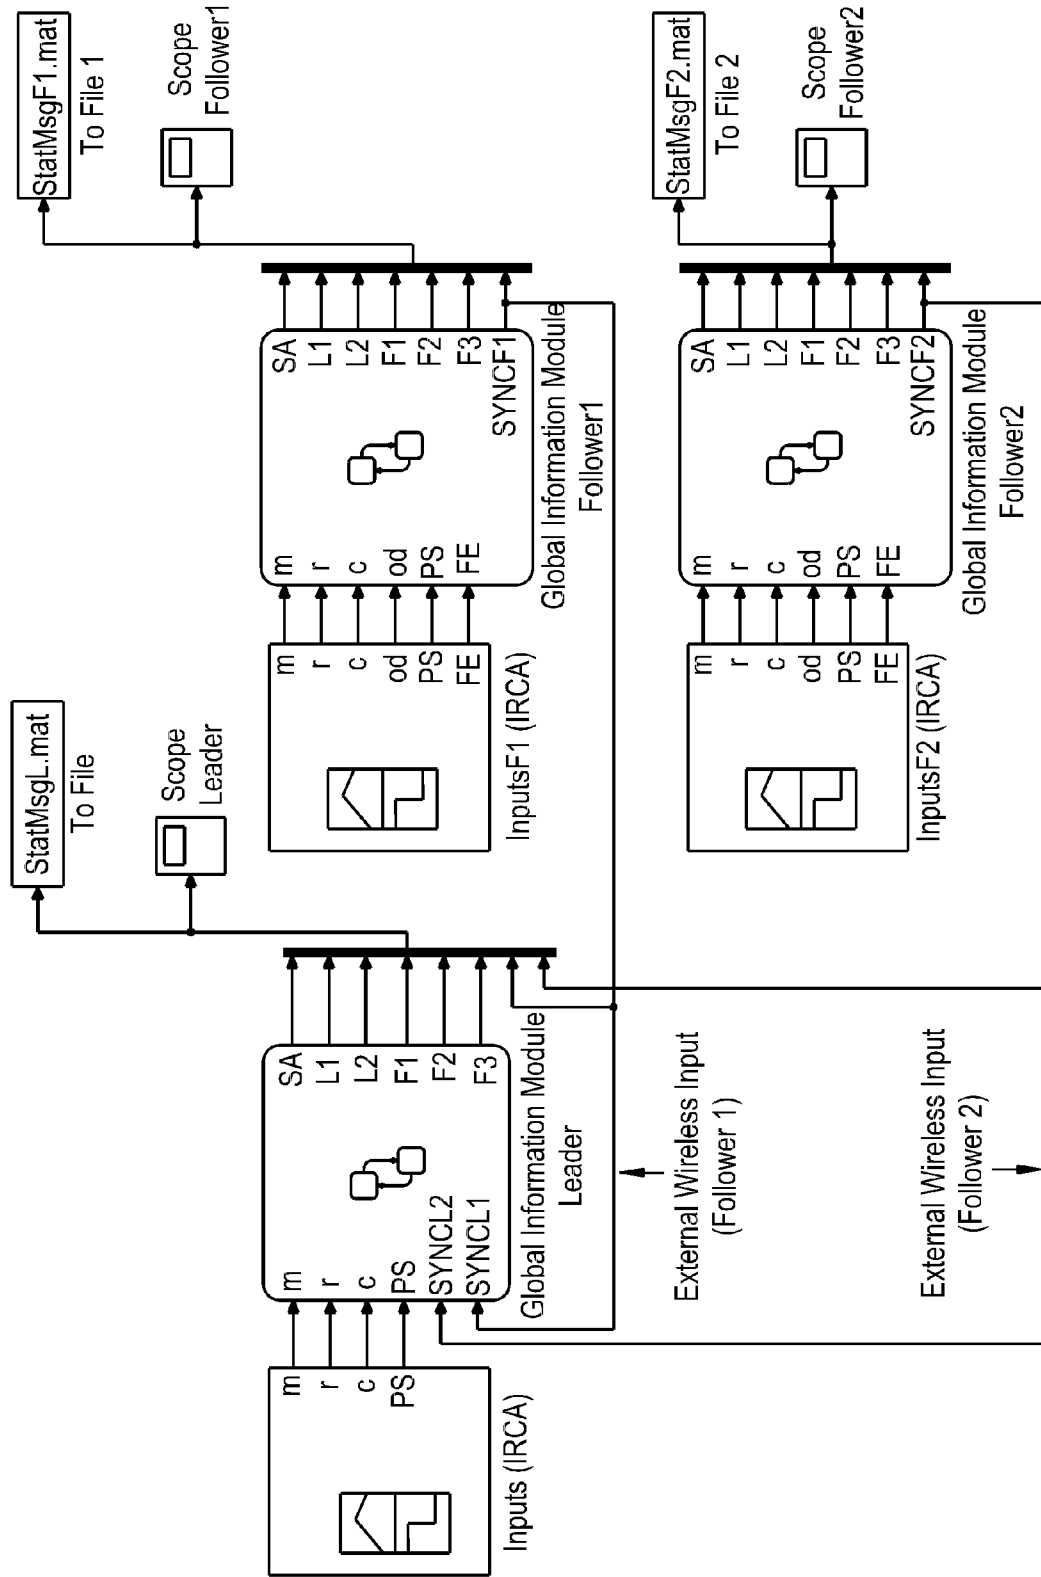 StatMsgL.mat
To File
Scope
Leader
Inputs (IRCA)
m
r
c
PS
m
r
c
PS
SYNCL2
SYNCL1
SA
L1
L2
F1
F2
F3
Global Information Module
Leader
External Wireless Input
(Follower 1)
External Wireless Input
(Follower 2)
StatMsgF1.mat
To File 1
Scope
Follower1
InputsF1 (IRCA)
m
r
c
od
PS
FE
m
r
c
od
PS
FE
SA
L1
L2
F1
F2
F3
SYNCF1
Global Information Module
Follower1
StatMsgF2.mat
To File 2
Scope
Follower2
InputsF2 (IRCA)
m
r
c
od
PS
FE
m
r
c
od
PS
FE
SA
L1
L2
F1
F2
F3
SYNCF2
Global Information Module
Follower2